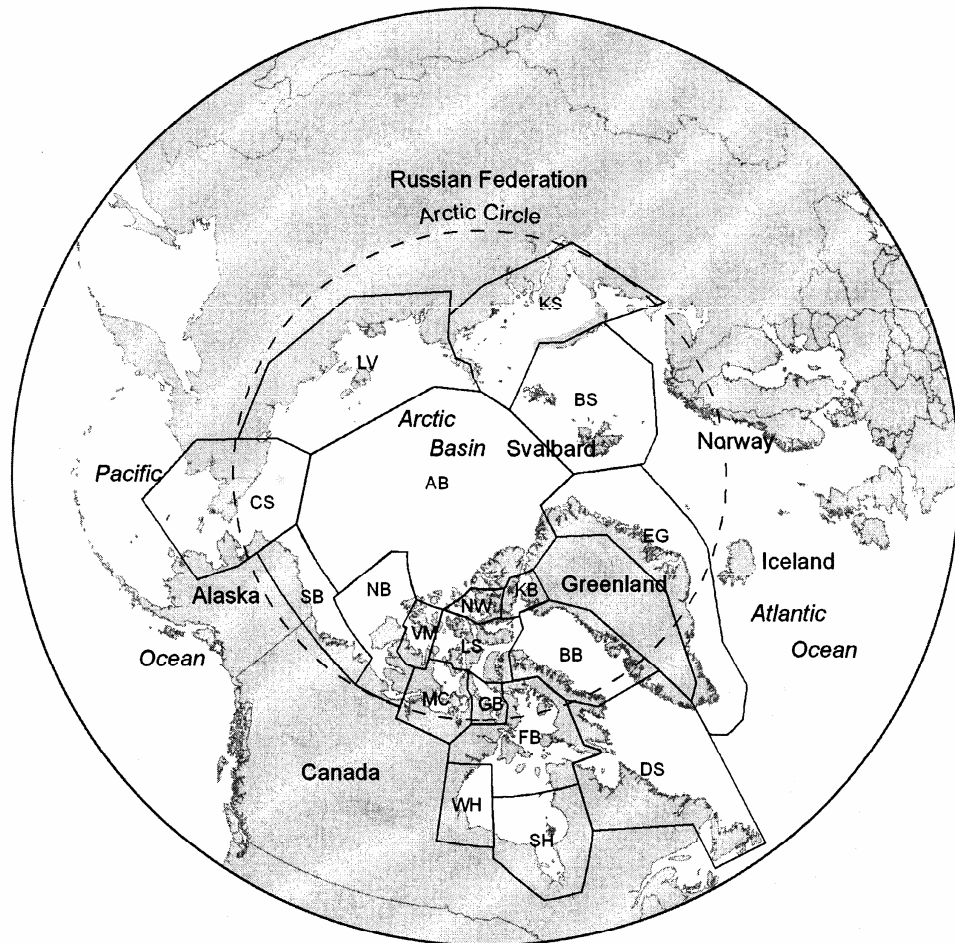 Russian Federation
Arctic Circle
KS
LV
BS
Arctic
Basin
Svalbard
Norway
Pacific
AB
CS
EG
Iceland
Greenland
KB
NB
Alaska
SB
NW
Atlantic
VM
LS
Ocean
Ocean
BB
MC
GB
FB
Canada
DS
WH
SH